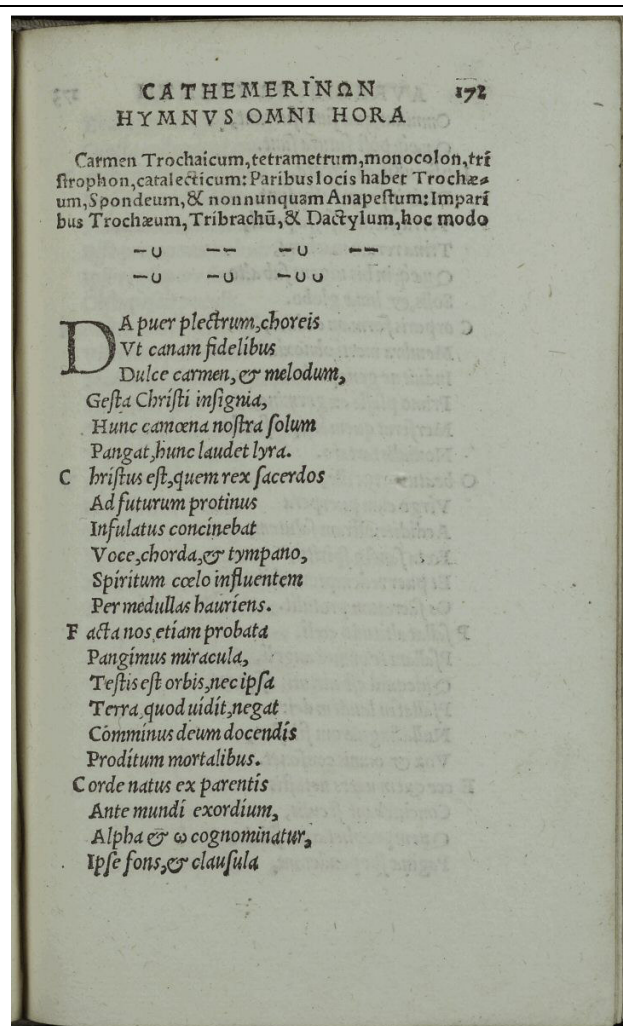 CATHEMERINΩN 172
HYMNVS OMNI HORA
Carmen Trochaicum, tetrametrum, monocolon, trí
ſtrophon, catalecticum: Paribus locis habet Trochæ-
um, Spondeum, & nonnunquam Anapeſtum: Imparí
bus Trochæum, Tribrachū, & Dactylum, hoc modo
–υ –– –υ ––
–υ –υ –υ υ
DA puer plectrum, choreis
Vt canam fidelibus
Dulce carmen, & melodum,
Geſta Chriſti inſignia,
Hunc camœna noſtra ſolum
Pangat, hunc laudet lyra.
C hriſtus eſt, quem rex ſacerdos
Ad futurum protinus
Infulatus concinebat
Voce, chorda, & tympano,
Spiritum cœlo influentem
Per medullas hauriens.
F acta nos etiam probata
Pangimus miracula,
Teſtis eſt orbis, nec ipſa
Terra, quod uidit, negat
Comminus deum docendis
Proditum mortalibus.
C orde natus ex parentis
Ante mundi exordium,
Alpha & ω cognominatur,
Ipſe fons, & clauſula